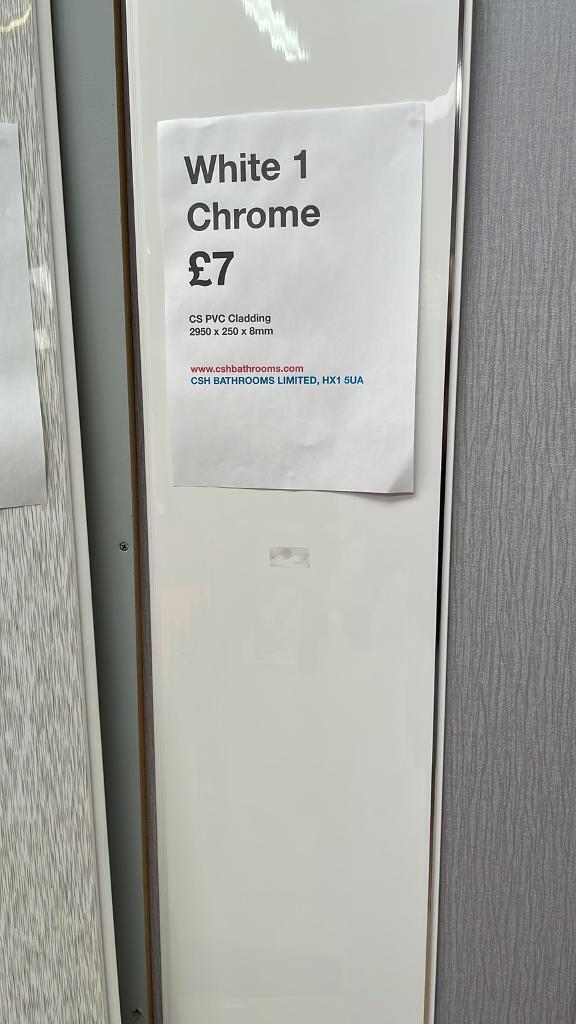 White 1
Chrome
£7
CS PVC Cladding
2950 x 250 x 8mm
www.cshbathrooms.com
CSH BATHROOMS LIMITED, HX1 5UA